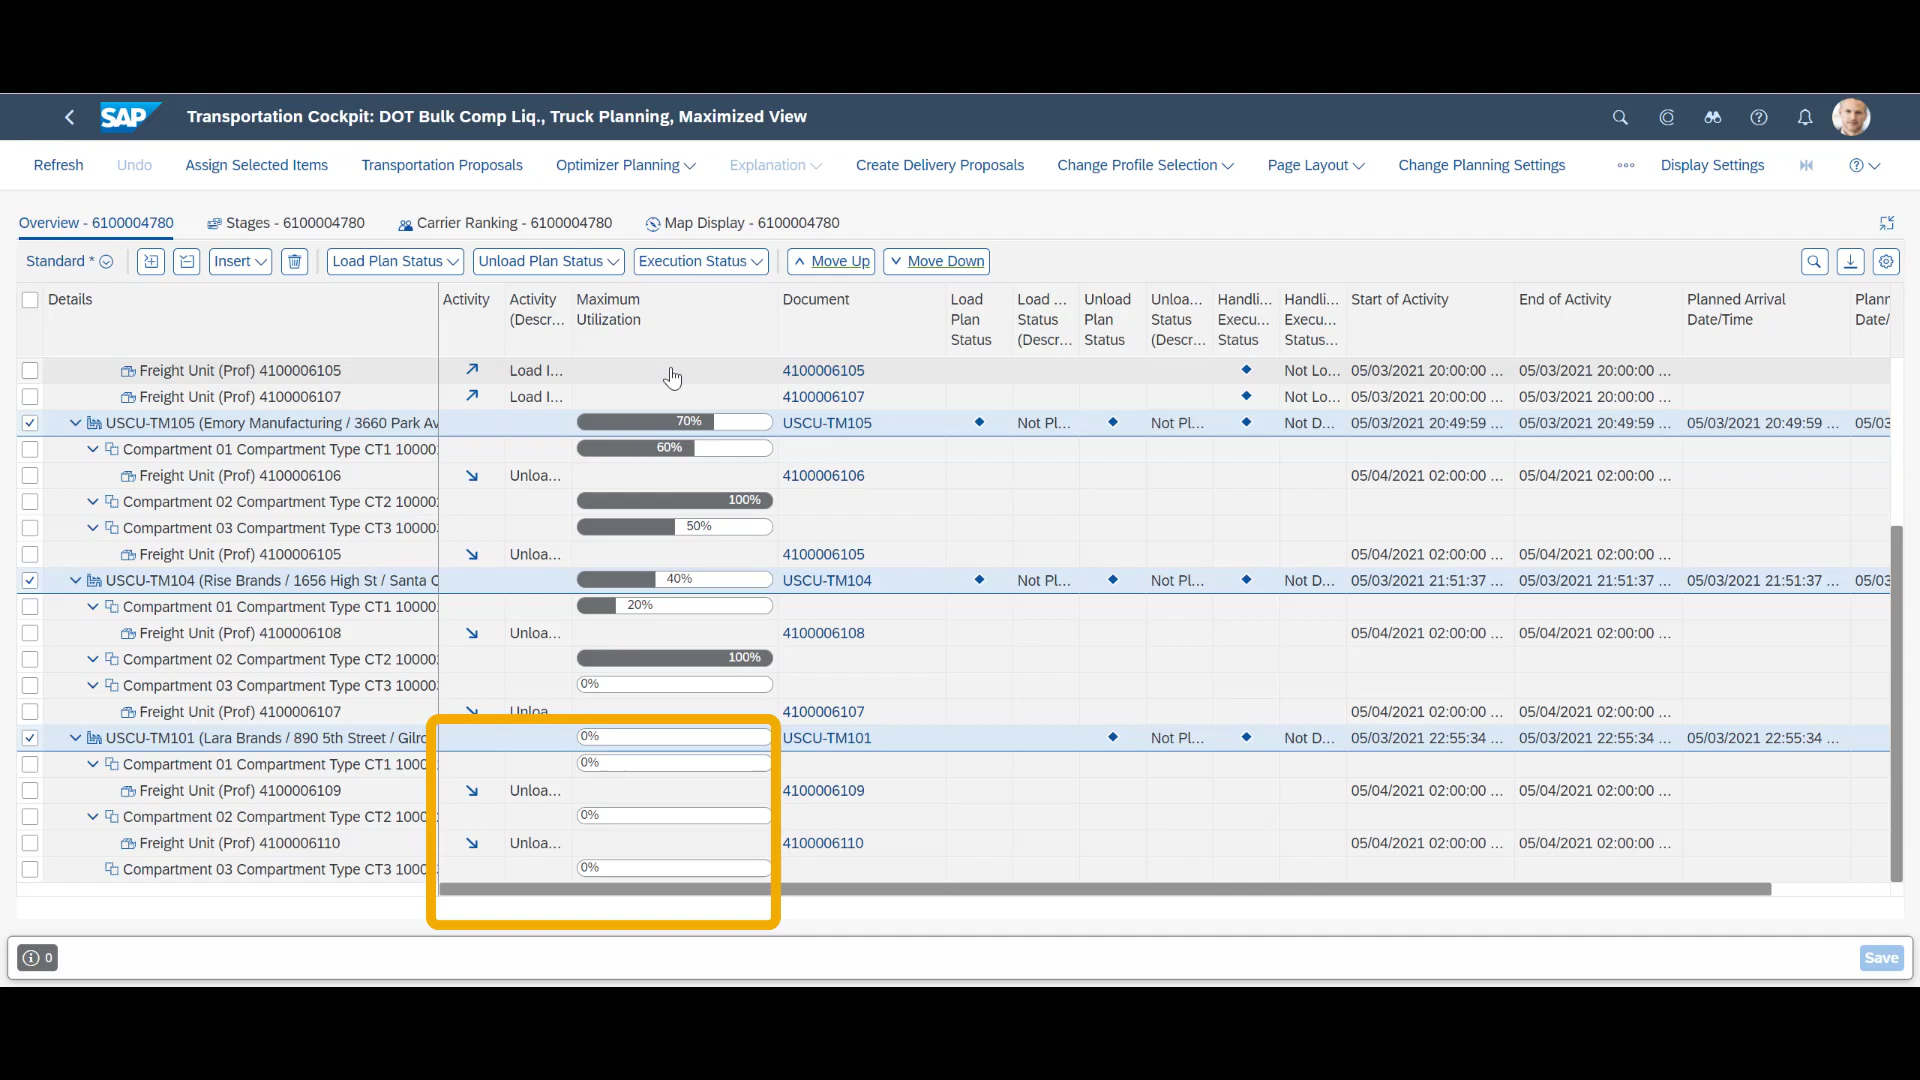 SAP Transportation Cockpit: DOT Bulk Comp Liq., Truck Planning, Maximized View
Refresh Undo Assign Selected Items Transportation Proposals Optimizer Planning Explanation Create Delivery Proposals Change Profile Selection Page Layout Change Planning Settings Display Settings
Overview - 6100004780 Stages - 6100004780 Carrier Ranking - 6100004780 Map Display - 6100004780
Standard * Insert Load Plan Status Unload Plan Status Execution Status Move Up Move Down
Details Activity Activity Maximum Document Load Load ... Unload Unloa... Handli... Handli... Start of Activity End of Activity Planned Arrival Plann
(Descr... Utilization Plan Status Plan Status Execu... Execu... Date/Time Date/
Status (Descr... Status (Descr... Status Status...
Freight Unit (Prof) 4100006105 Load I... 4100006105 Not Lo... 05/03/2021 20:00:00 ... 05/03/2021 20:00:00 ...
Freight Unit (Prof) 4100006107 Load I... 4100006107 Not Lo... 05/03/2021 20:00:00 ... 05/03/2021 20:00:00 ...
USCU-TM105 (Emory Manufacturing / 3660 Park Av 70% USCU-TM105 Not Pl... Not Pl... Not D... 05/03/2021 20:49:59 ... 05/03/2021 20:49:59 ... 05/03/2021 20:49:59 ... 05/03
Compartment 01 Compartment Type CT1 10000 60%
Freight Unit (Prof) 4100006106 Unloa... 4100006106 05/04/2021 02:00:00 ... 05/04/2021 02:00:00 ...
Compartment 02 Compartment Type CT2 10000 100%
Compartment 03 Compartment Type CT3 10000 50%
Freight Unit (Prof) 4100006105 Unloa... 4100006105 05/04/2021 02:00:00 ... 05/04/2021 02:00:00 ...
USCU-TM104 (Rise Brands / 1656 High St / Santa C 40% USCU-TM104 Not Pl... Not Pl... Not D... 05/03/2021 21:51:37 ... 05/03/2021 21:51:37 ... 05/03/2021 21:51:37 ... 05/03
Compartment 01 Compartment Type CT1 10000 20%
Freight Unit (Prof) 4100006108 Unloa... 4100006108 05/04/2021 02:00:00 ... 05/04/2021 02:00:00 ...
Compartment 02 Compartment Type CT2 10000 100%
Compartment 03 Compartment Type CT3 10000 0%
Freight Unit (Prof) 4100006107 Unloa 4100006107 05/04/2021 02:00:00 ... 05/04/2021 02:00:00 ...
USCU-TM101 (Lara Brands / 890 5th Street / Gilro 0% USCU-TM101 Not Pl... Not D... 05/03/2021 22:55:34 ... 05/03/2021 22:55:34 ... 05/03/2021 22:55:34 ...
Compartment 01 Compartment Type CT1 1000 0%
Freight Unit (Prof) 4100006109 Unloa... 4100006109 05/04/2021 02:00:00 ... 05/04/2021 02:00:00 ...
Compartment 02 Compartment Type CT2 1000 0%
Freight Unit (Prof) 4100006110 Unloa... 4100006110 05/04/2021 02:00:00 ... 05/04/2021 02:00:00 ...
Compartment 03 Compartment Type CT3 1000 0%
0 Save